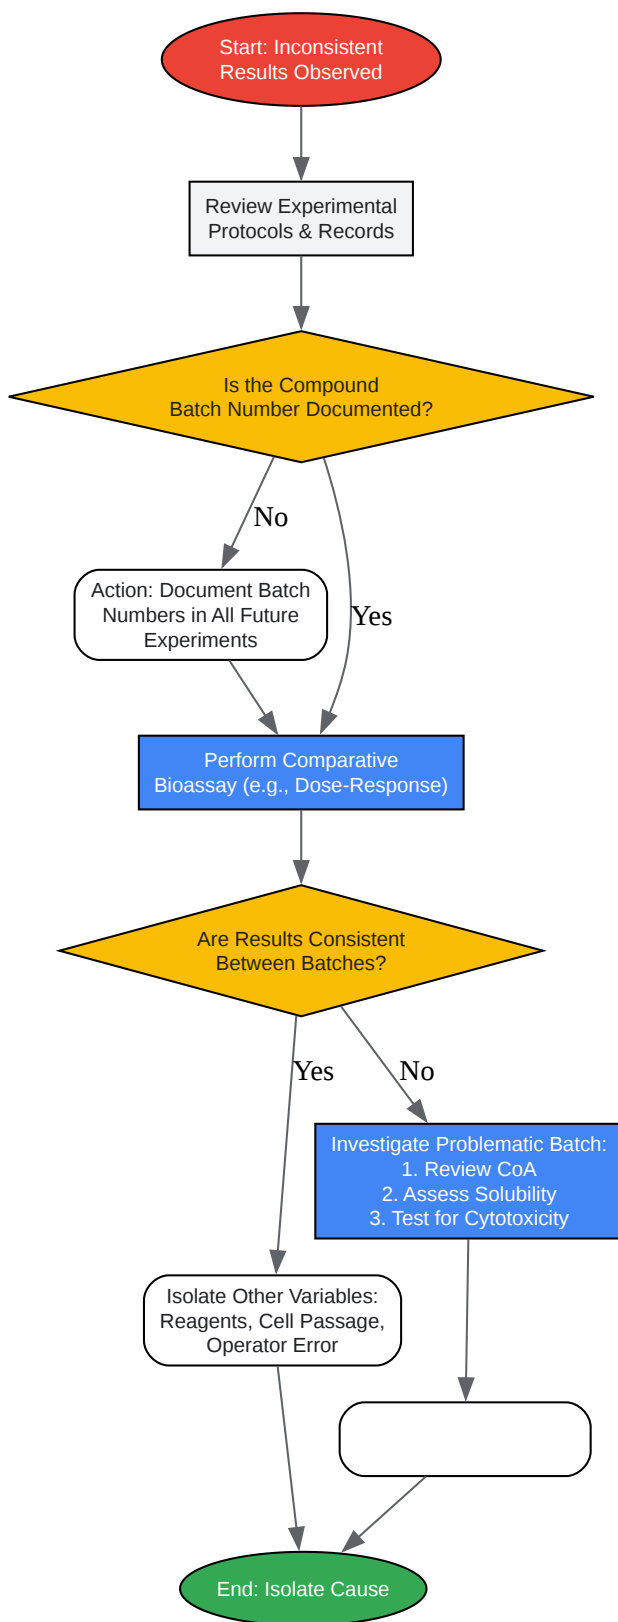 Start: Inconsistent
Results Observed
Review Experimental
Protocols & Records
Is the Compound
Batch Number Documented?
No
Yes
Action: Document Batch
Numbers in All Future
Experiments
Perform Comparative
Bioassay (e.g., Dose-Response)
Are Results Consistent
Between Batches?
Yes
No
Investigate Problematic Batch:
1. Review CoA
2. Assess Solubility
3. Test for Cytotoxicity
Isolate Other Variables:
Reagents, Cell Passage,
Operator Error
End: Isolate Cause